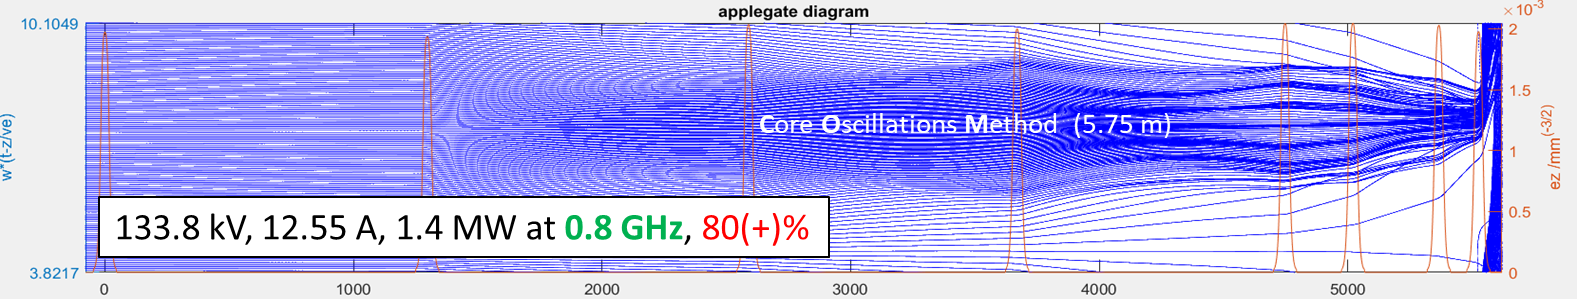 applegate diagram
×10⁻³
10.1049
3.8217
w*(t-z/ve)
2
1.5
1
0.5
0
ez /mm(-3/2)
Core Oscillations Method (5.75 m)
133.8 kV, 12.55 A, 1.4 MW at 0.8 GHz, 80(+)%
0 1000 2000 3000 4000 5000